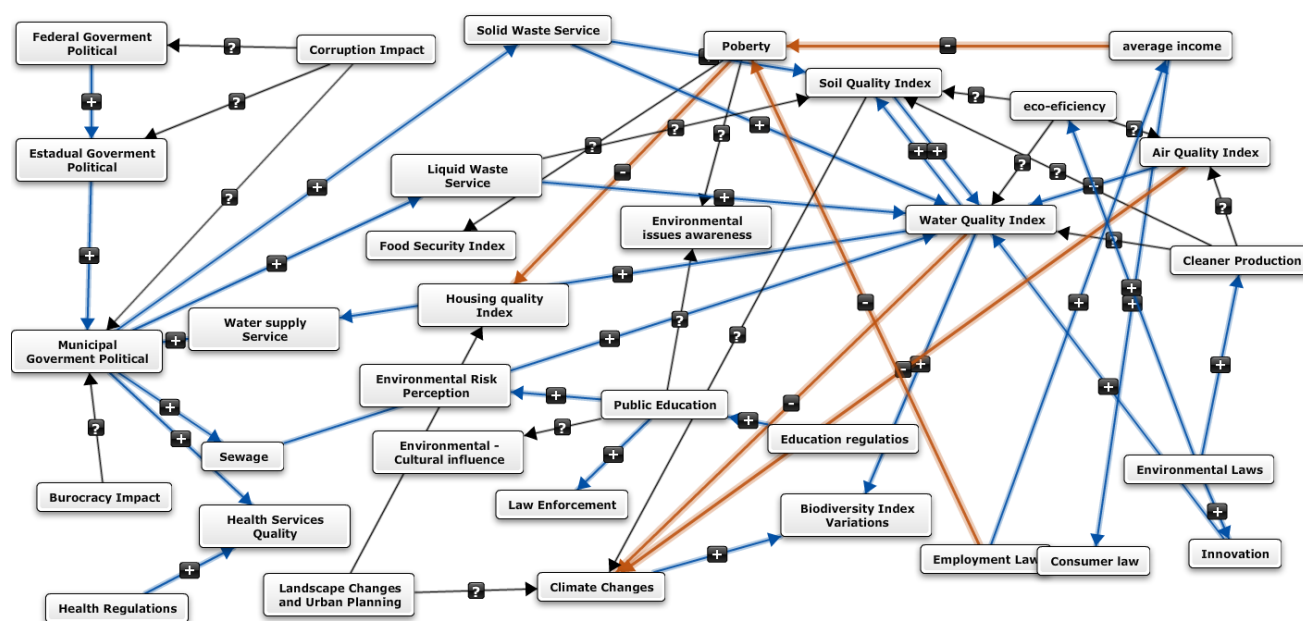 Federal Goverment
Political
Corruption Impact
Solid Waste Service
Poberty
average income
Soil Quality Index
eco-eficiency
Estadual Goverment
Political
Liquid Waste
Service
Air Quality Index
Environmental
issues awareness
Water Quality Index
Food Security Index
Cleaner Production
Housing quality
Index
Water supply
Service
Municipal
Goverment Political
Environmental Risk
Perception
Public Education
Education regulatios
Environmental -
Cultural influence
Sewage
Environmental Laws
Burocracy Impact
Law Enforcement
Biodiversity Index
Variations
Health Services
Quality
Employment Law
Consumer law
Innovation
Landscape Changes
and Urban Planning
Climate Changes
Health Regulations